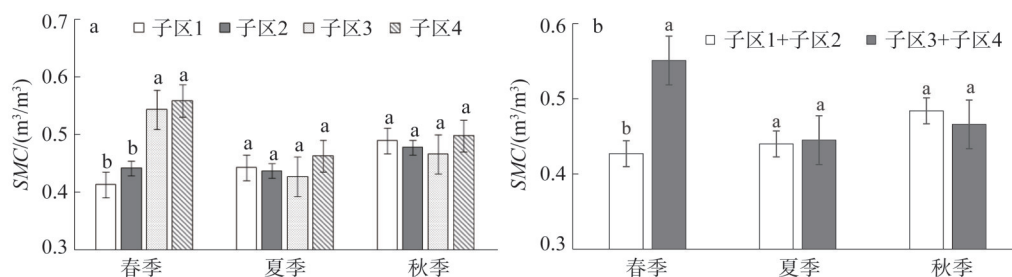 a 子区1 子区2 子区3 子区4
0.7
0.6
0.5
0.4
0.3
SMC/(m³/m³)
b b a a
a a a a
a a a a
春季 夏季 秋季
b 子区1+子区2 子区3+子区4
0.6
0.5
0.4
0.3
SMC/(m³/m³)
b a
a a
a a
春季 夏季 秋季